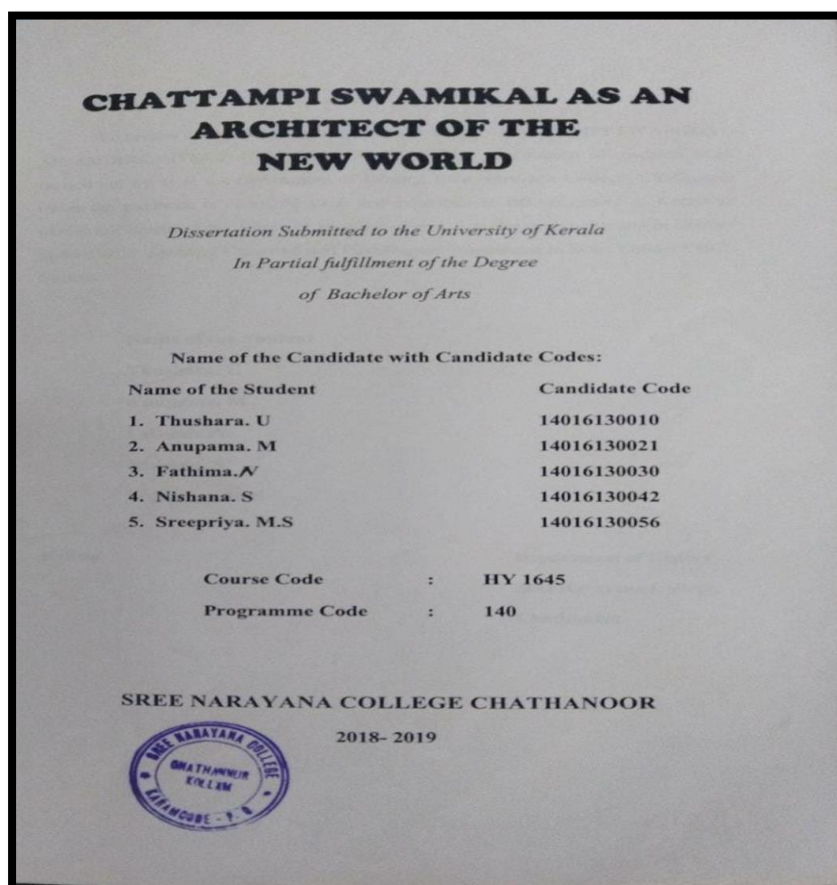 CHATTAMPI SWAMIKAL AS AN
ARCHITECT OF THE
NEW WORLD
Dissertation Submitted to the University of Kerala
In Partial fulfillment of the Degree
of Bachelor of Arts
Name of the Candidate with Candidate Codes:
Name of the Student Candidate Code
1. Thushara. U 14016130010
2. Anupama. M 14016130021
3. Fathima.N 14016130030
4. Nishana. S 14016130042
5. Sreepriya. M.S 14016130056
Course Code : HY 1645
Programme Code : 140
SREE NARAYANA COLLEGE CHATHANOOR
2018- 2019
SREE NARAYANA COLLEGE
CHATHANNUR
KOLLAM
KARAMCODE - P. O